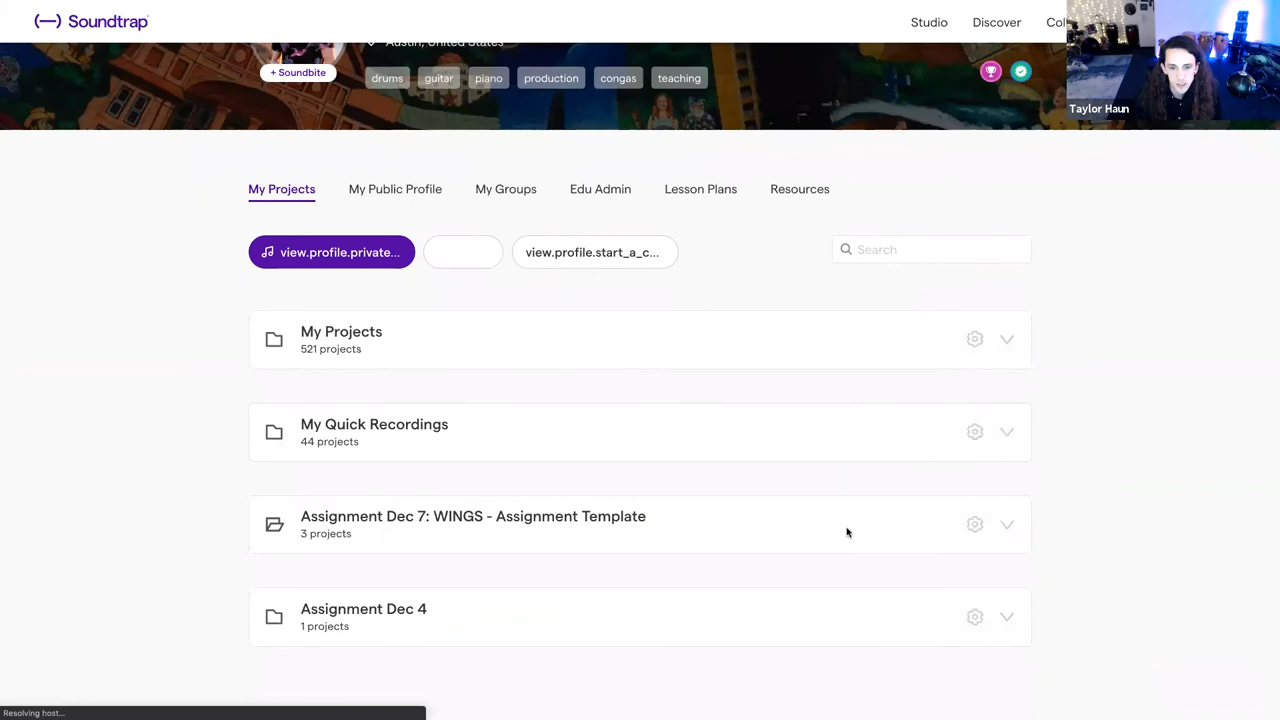 Soundtrap
Studio
Discover
Col
Austin, United States
+ Soundbite
drums
guitar
piano
production
congas
teaching
Taylor Haun
My Projects
My Public Profile
My Groups
Edu Admin
Lesson Plans
Resources
view.profile.private...
view.profile.start_a_c...
Search
My Projects
521 projects
My Quick Recordings
44 projects
Assignment Dec 7: WINGS - Assignment Template
3 projects
Assignment Dec 4
1 projects
Resolving host...